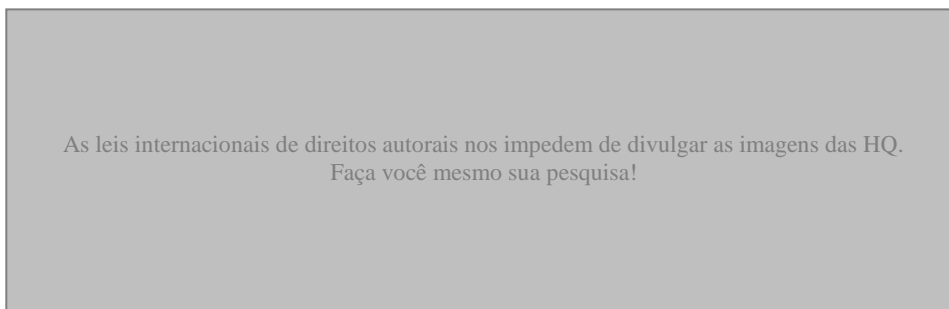 As leis internacionais de direitos autorais nos impedem de divulgar as imagens das HQ.
Faça você mesmo sua pesquisa!